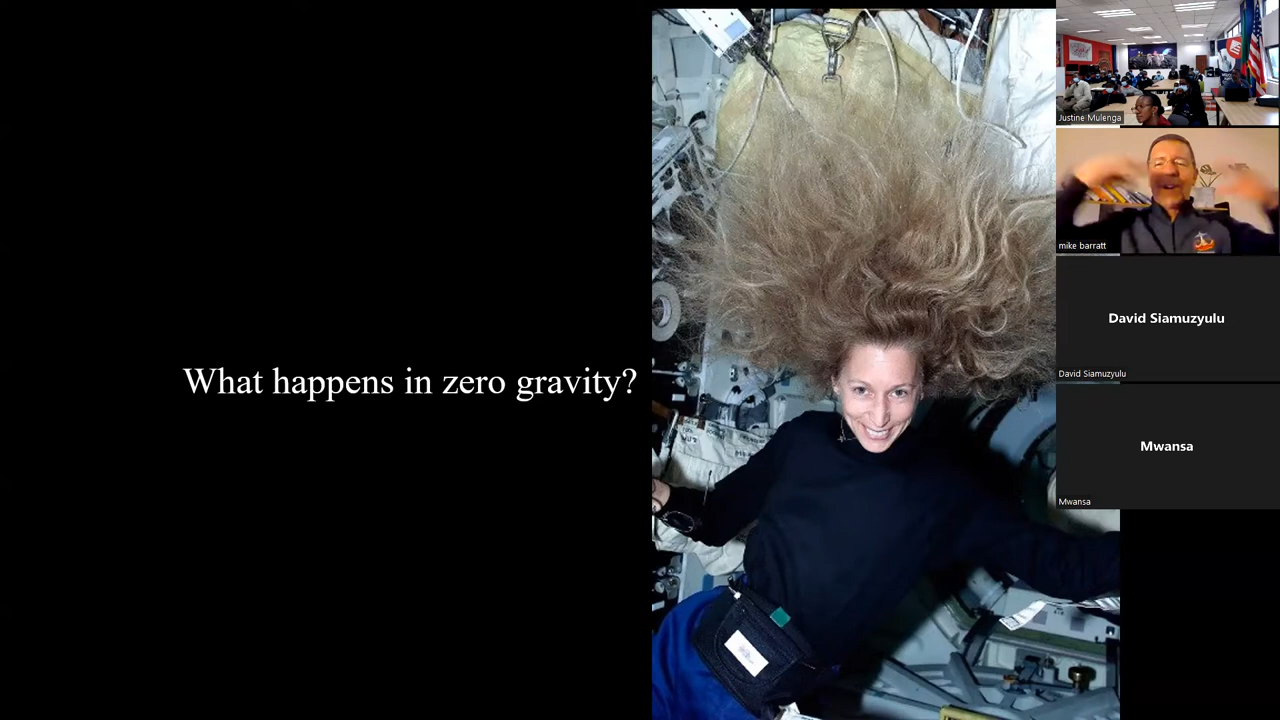 What happens in zero gravity?
Justine Mulenga
mike barratt
David Siamuzyulu
David Siamuzyulu
Mwansa
Mwansa